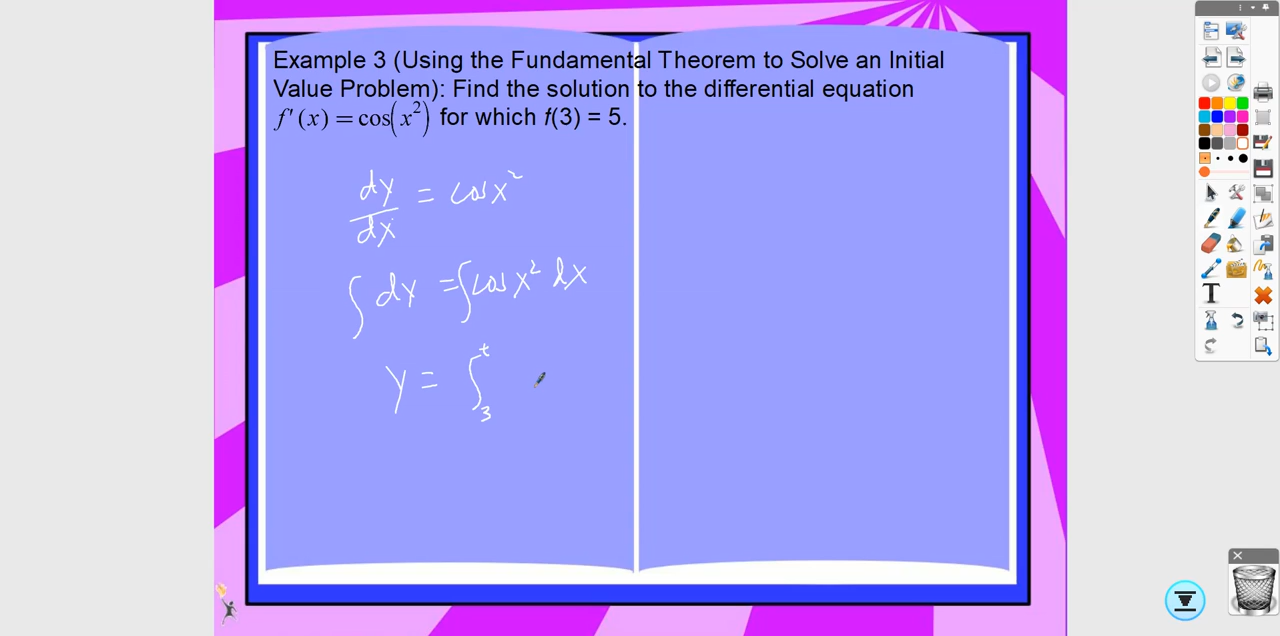 Example 3 (Using the Fundamental Theorem to Solve an Initial
Value Problem): Find the solution to the differential equation
f'(x) = cos(x²) for which f(3) = 5.
dy/dx = cos x²
∫ dy = ∫ cos x² dx
y = ∫₃ᵗ
T